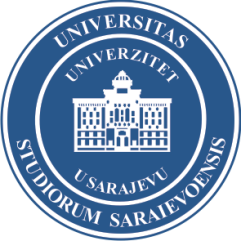 UNIVERSITAS
STUDIORUM SARAIEVOENSIS
UNIVERZITET
U SARAJEVU